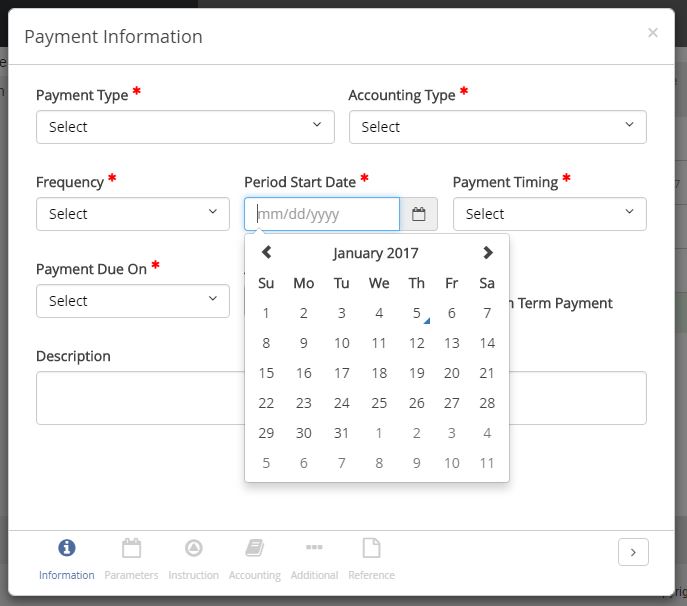 Payment Information
×
Payment Type *
Accounting Type *
Select
Select
Frequency *
Period Start Date *
Payment Timing *
Select
mm/dd/yyyy
Select
January 2017
Payment Due On *
Su Mo Tu We Th Fr Sa
Select
1 2 3 4 5 6 7
Term Payment
8 9 10 11 12 13 14
Description
15 16 17 18 19 20 21
22 23 24 25 26 27 28
29 30 31 1 2 3 4
5 6 7 8 9 10 11
Information Parameters Instruction Accounting Additional Reference